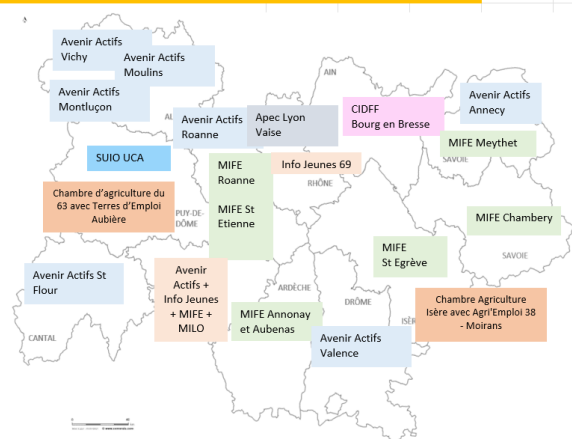 Avenir Actifs
Vichy
Avenir Actifs
Moulins
Avenir Actifs
Montluçon
AL
AIN
Avenir Actifs
Roanne
Apec Lyon
Vaise
CIDFF
Bourg en Bresse
Avenir Actifs
Annecy
MIFE Meythet
SAVOIE
SUIO UCA
MIFE
Roanne
MIFE St
Etienne
Info Jeunes 69
RHÔNE
Chambre d'agriculture du
63 avec Terres d'Emploi
Aubière
PUY-DE-
DÔME
MIFE Chambery
SAVOIE
MIFE
St Egrève
Avenir Actifs St
Flour
CANTAL
Avenir
Actifs +
Info Jeunes
+ MIFE +
MILO
ARDÈCHE
DRÔME
MIFE Annonay
et Aubenas
ISÈR
Chambre Agriculture
Isère avec Agri'Emploi 38
- Moirans
Avenir Actifs
Valence